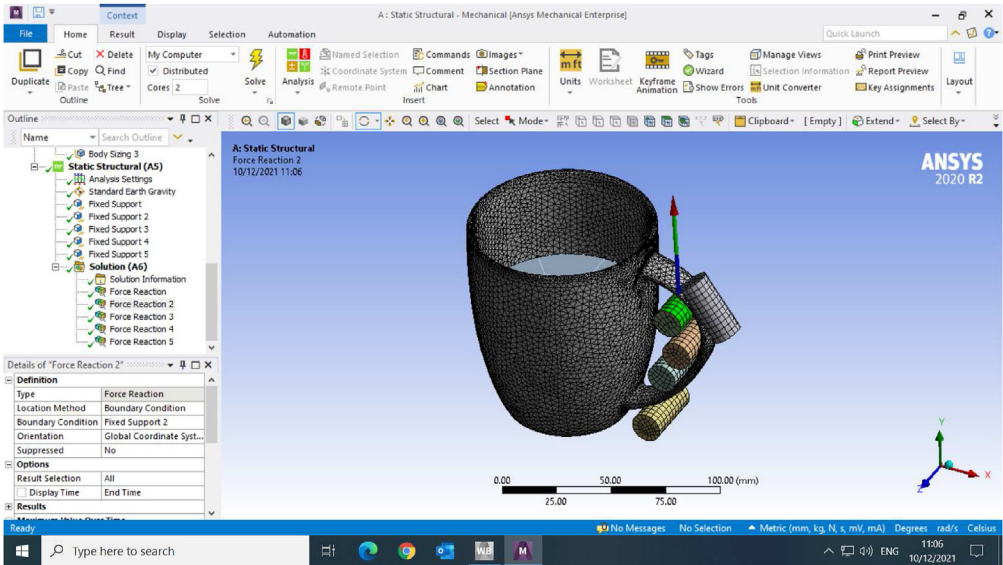 Context
A : Static Structural - Mechanical [Ansys Mechanical Enterprise]
File Home Result Display Selection Automation Quick Launch
Duplicate
Cut
Copy
Paste
Delete
Find
Tree
Outline
My Computer
Distributed
Cores 2
Solve
Solve
Analysis
Named Selection
Coordinate System
Remote Point
Commands
Comment
Chart
Images
Section Plane
Annotation
Insert
Units
Worksheet
Keyframe
Animation
Tags
Wizard
Show Errors
Manage Views
Selection Information
Unit Converter
Print Preview
Report Preview
Key Assignments
Tools
Layout
Outline
Name Search Outline
Select Mode Clipboard [ Empty ] Extend Select By
Body Sizing 3
Static Structural (A5)
Analysis Settings
Standard Earth Gravity
Fixed Support
Fixed Support 2
Fixed Support 3
Fixed Support 4
Fixed Support 5
Solution (A6)
Solution Information
Force Reaction
Force Reaction 2
Force Reaction 3
Force Reaction 4
Force Reaction 5
Details of "Force Reaction 2"
Definition
Type Force Reaction
Location Method Boundary Condition
Boundary Condition Fixed Support 2
Orientation Global Coordinate Syst...
Suppressed No
Options
Result Selection All
Display Time End Time
Results
Maximum Value Over Time
A: Static Structural
Force Reaction 2
10/12/2021 11:06
ANSYS
2020 R2
0.00 50.00 100.00 (mm)
25.00 75.00
Y
X
Z
Ready No Messages No Selection Metric (mm, kg, N, s, mV, mA) Degrees rad/s Celsius
Type here to search
WB
M
ENG
11:06
10/12/2021